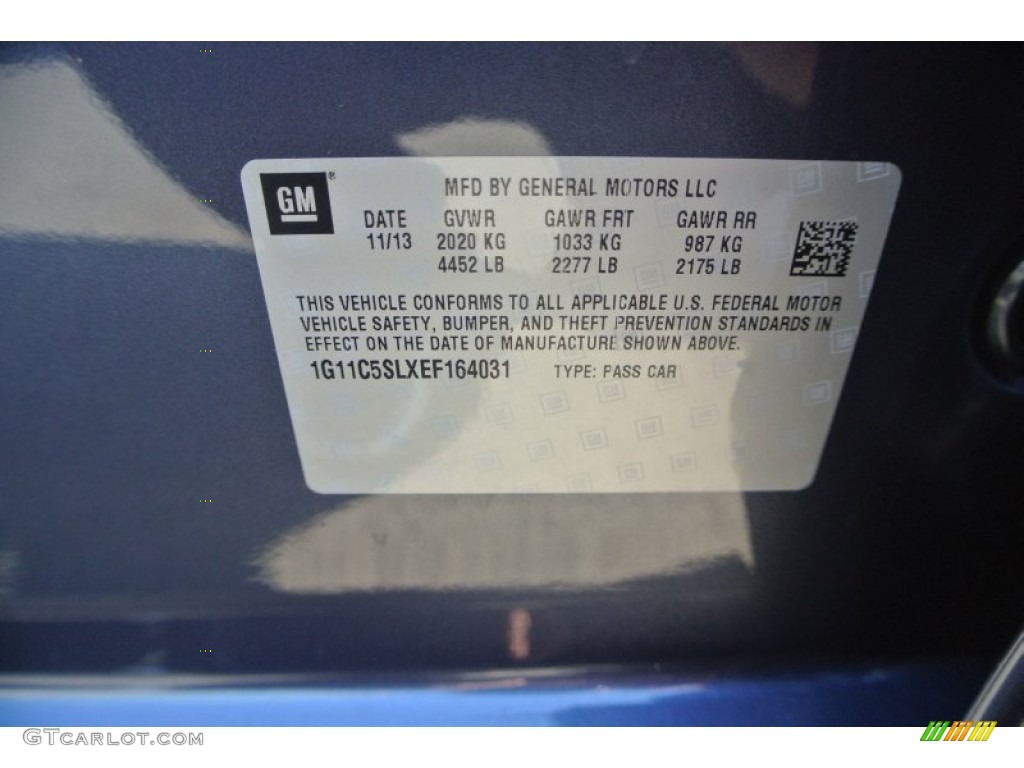 GM®
MFD BY GENERAL MOTORS LLC
DATE GVWR GAWR FRT GAWR RR
11/13 2020 KG 1033 KG 987 KG
4452 LB 2277 LB 2175 LB
THIS VEHICLE CONFORMS TO ALL APPLICABLE U.S. FEDERAL MOTOR
VEHICLE SAFETY, BUMPER, AND THEFT PREVENTION STANDARDS IN
EFFECT ON THE DATE OF MANUFACTURE SHOWN ABOVE.
1G11C5SLXEF164031 TYPE: PASS CAR
GTCarLot.com